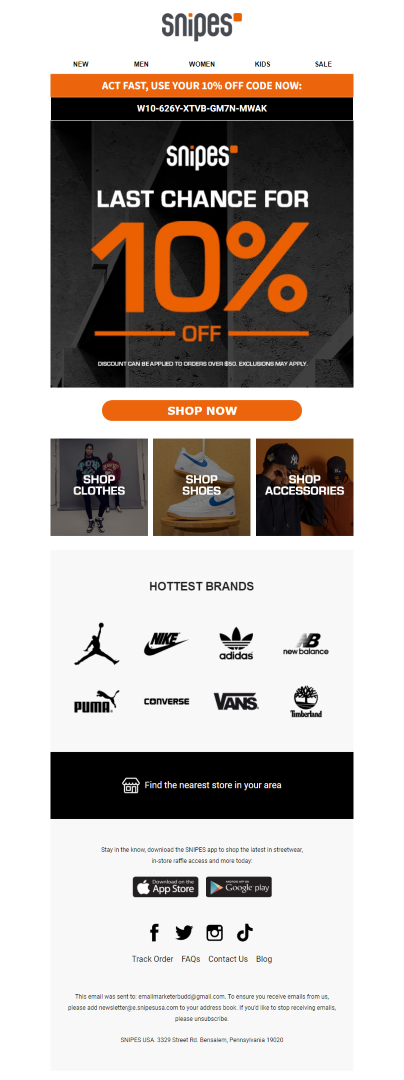 snipes
NEW MEN WOMEN KIDS SALE
ACT FAST, USE YOUR 10% OFF CODE NOW:
W10-626Y-XTVB-GM7N-MWAK
snipes
LAST CHANCE FOR
10%
OFF
DISCOUNT CAN BE APPLIED TO ORDERS OVER $50. EXCLUSIONS MAY APPLY.
SHOP NOW
SHOP
CLOTHES
SHOP
SHOES
SHOP
ACCESSORIES
HOTTEST BRANDS
NIKE adidas new balance
PUMA CONVERSE VANS Timberland
Find the nearest store in your area
Stay in the know, download the SNIPES app to shop the latest in streetwear,
in-store raffle access and more today:
Download on the
App Store
ANDROID APP ON
Google play
Track Order FAQs Contact Us Blog
This email was sent to: emailmarketerbudd@gmail.com. To ensure you receive emails from us,
please add newsletter@e.snipesusa.com to your address book. If you'd like to stop receiving emails,
please unsubscribe.
SNIPES USA. 3329 Street Rd. Bensalem, Pennsylvania 19020